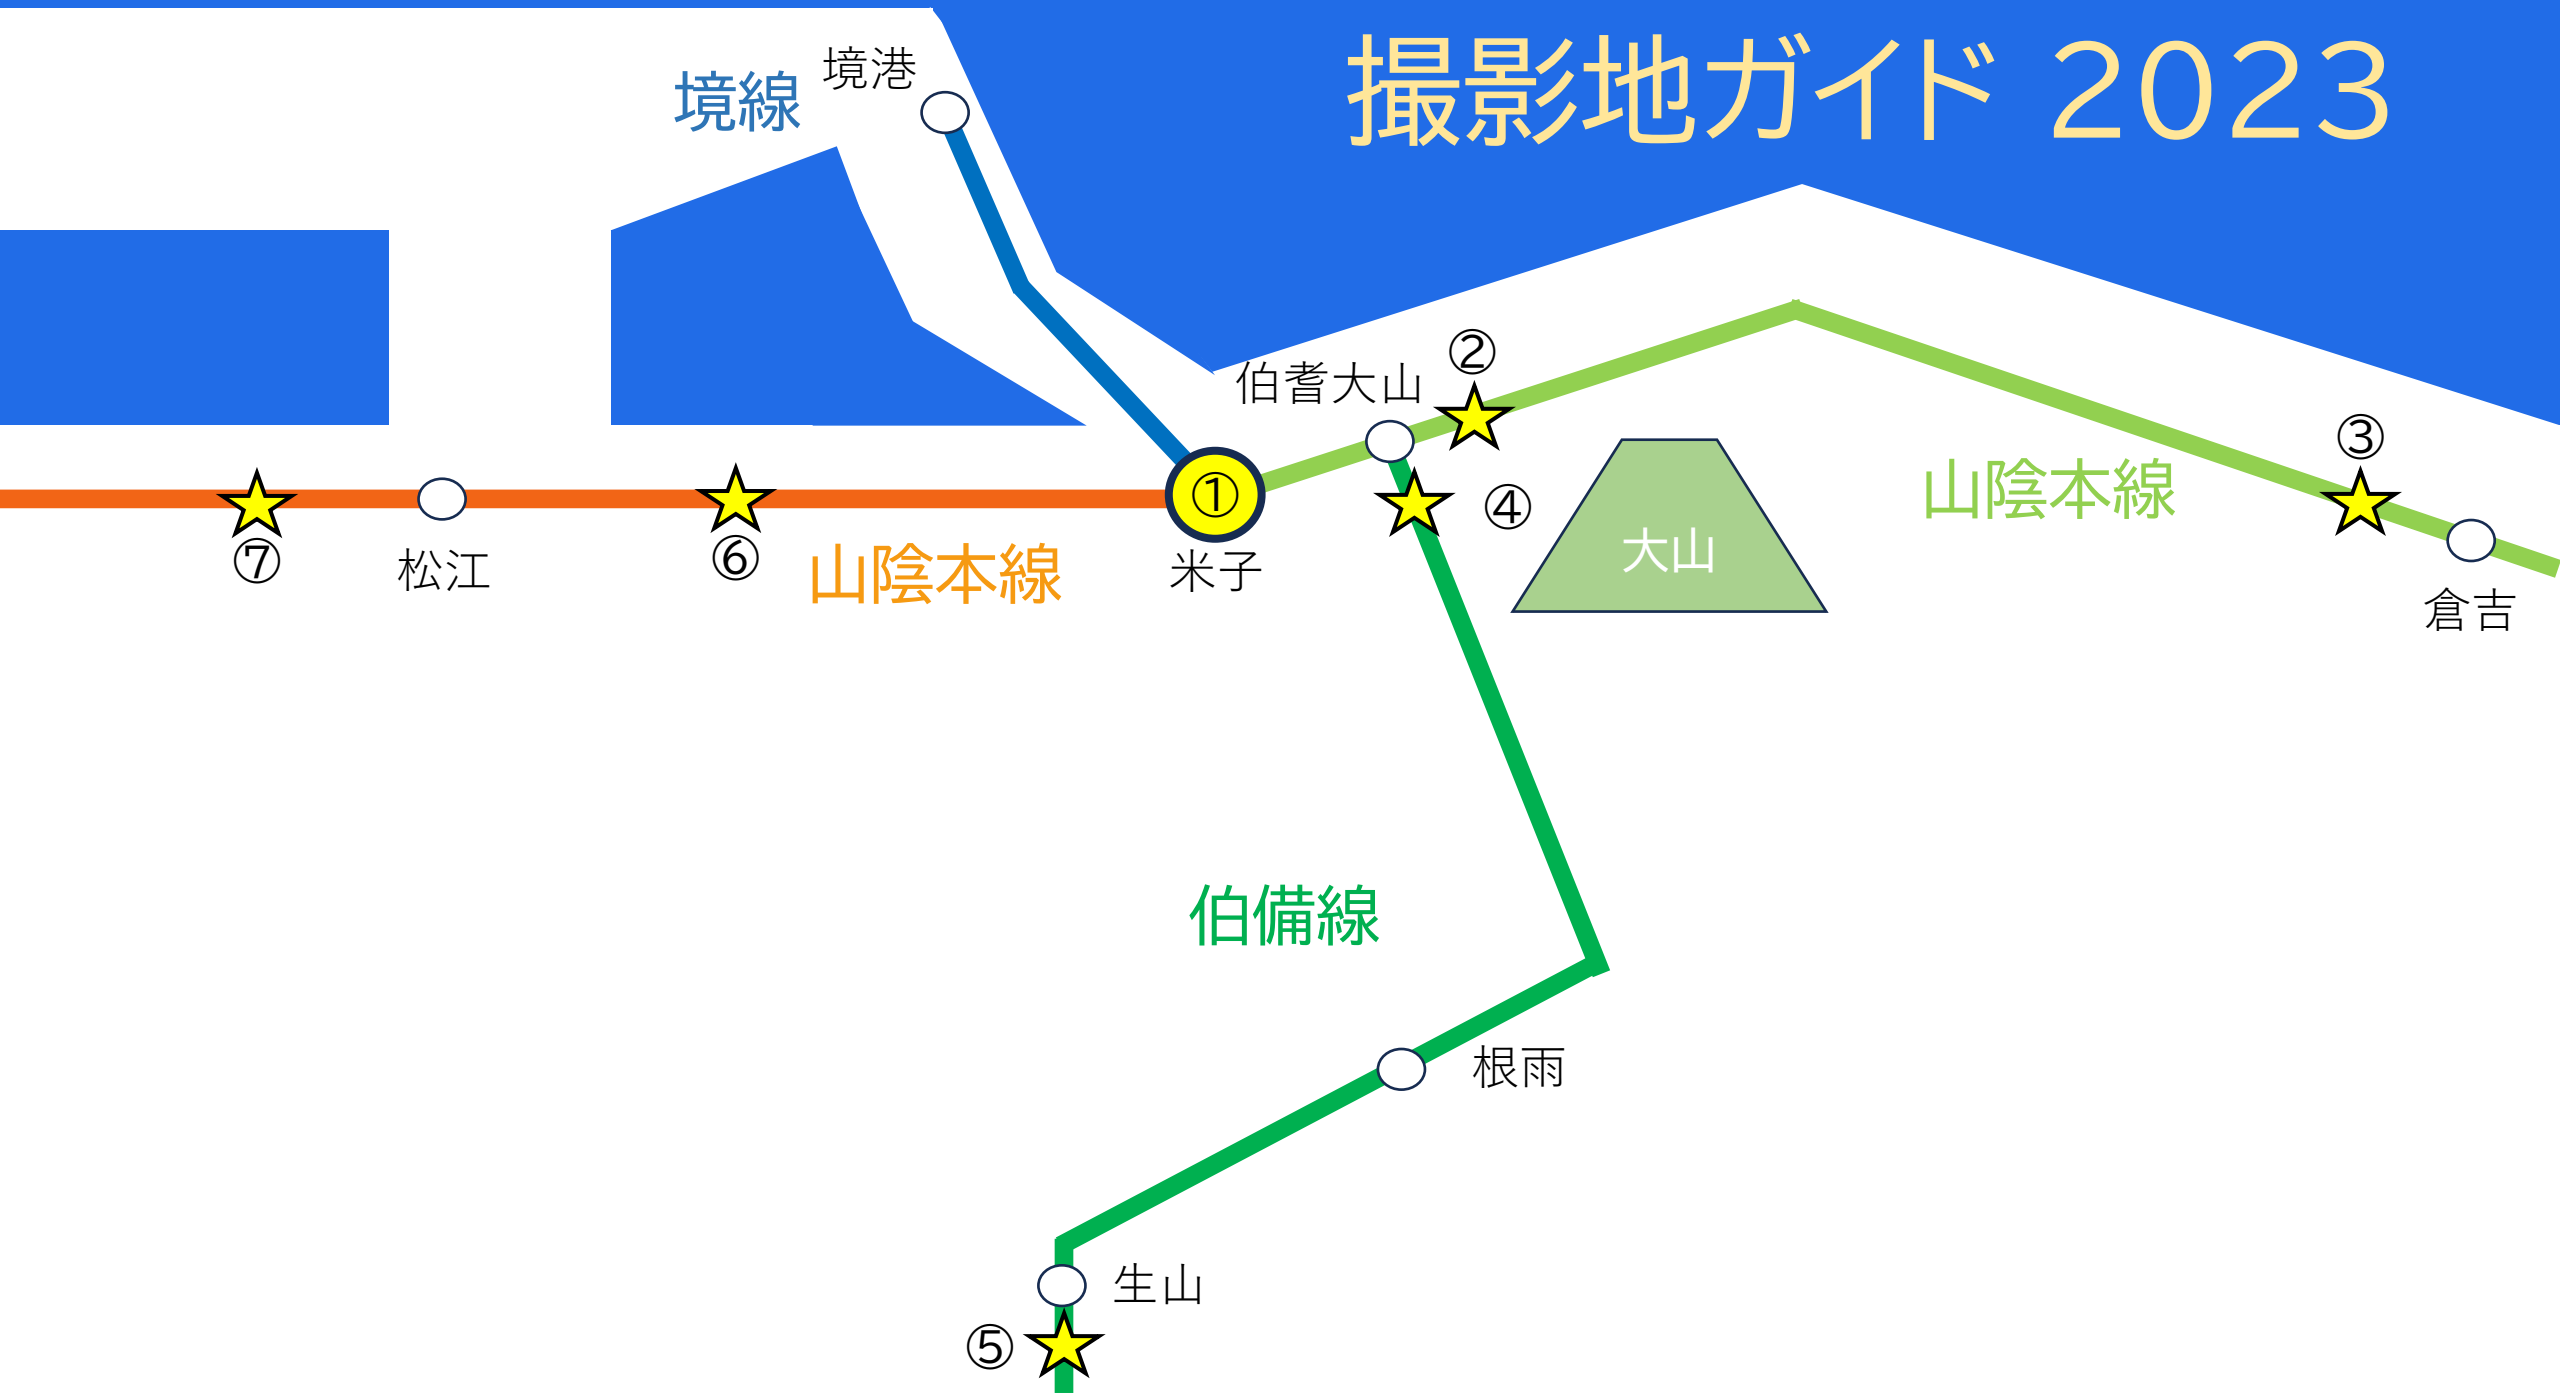 撮影地ガイド 2023
境港
境線
②
伯耆大山
③
山陰本線
①
④
大山
⑦
松江
⑥
山陰本線
米子
倉吉
伯備線
根雨
生山
⑤